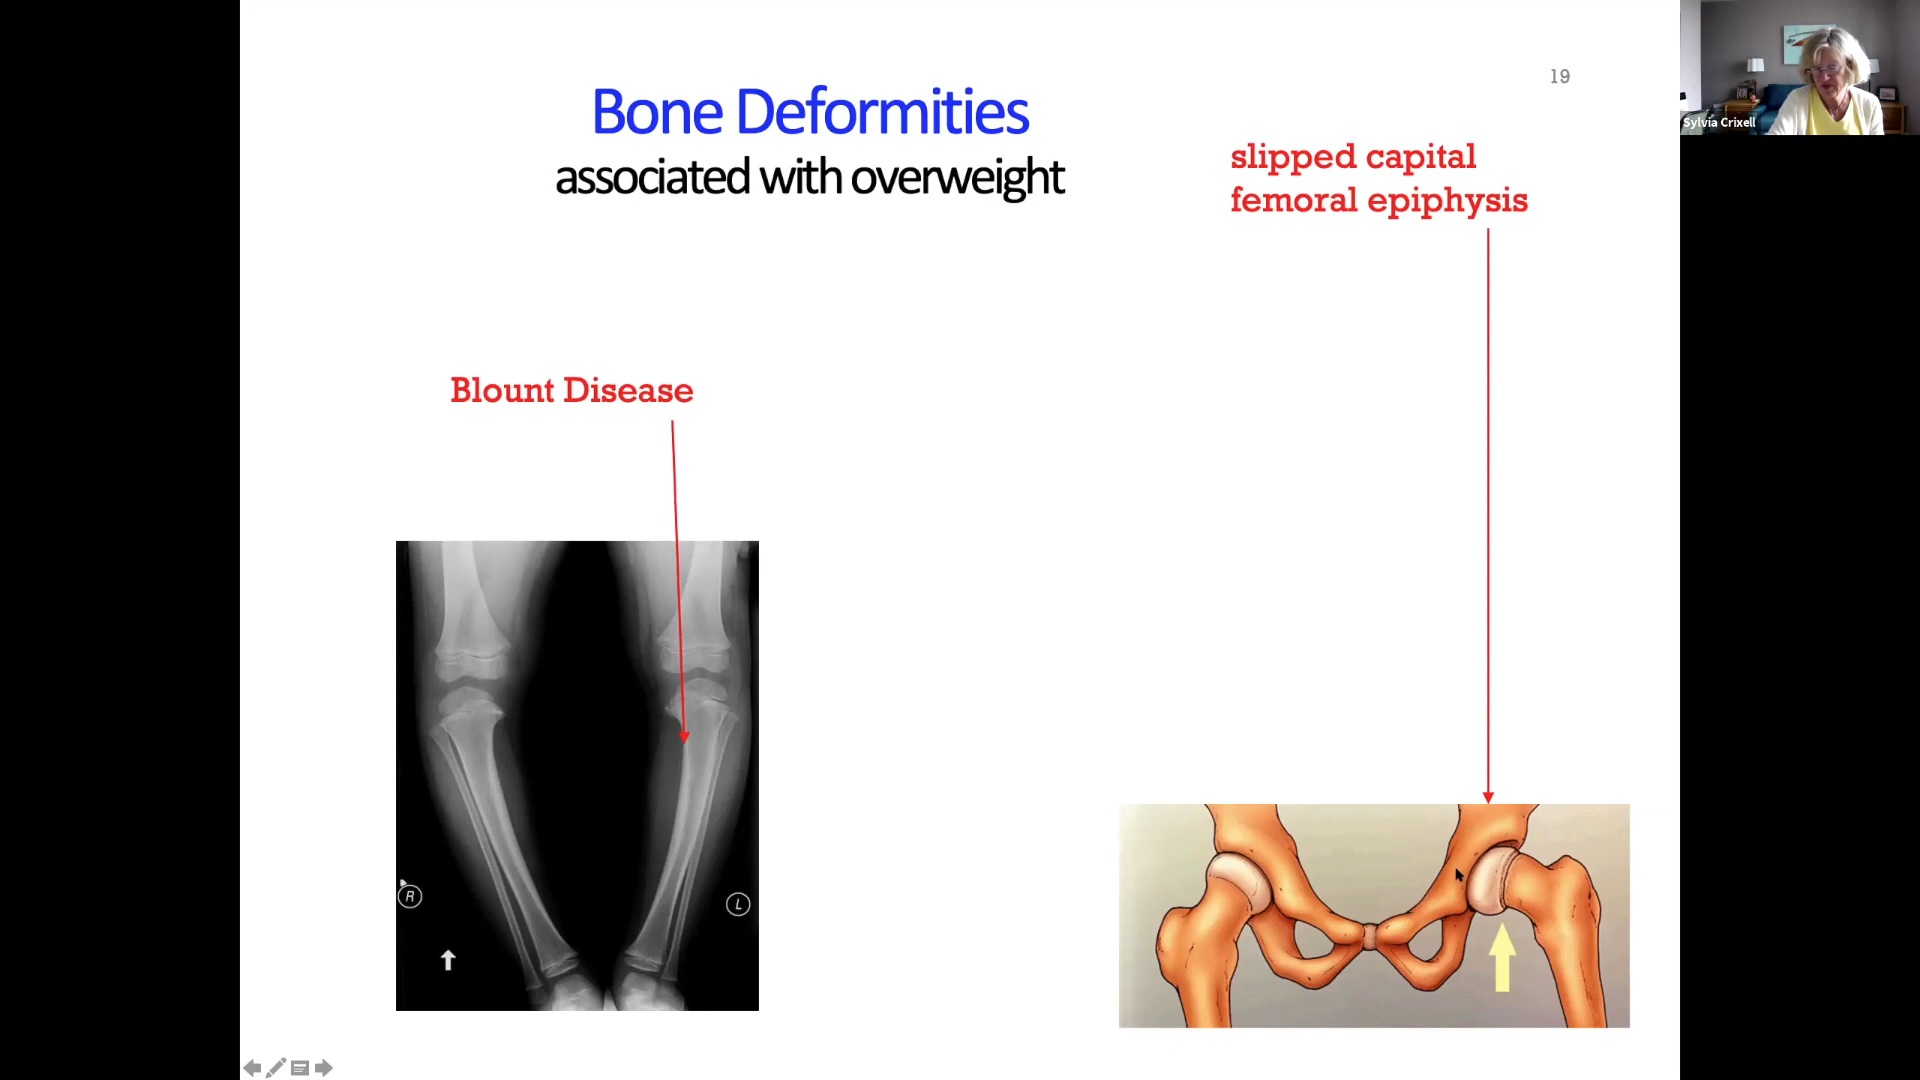 19
Bone Deformities
associated with overweight
Sylvia Crixell
slipped capital
femoral epiphysis
Blount Disease
R
L